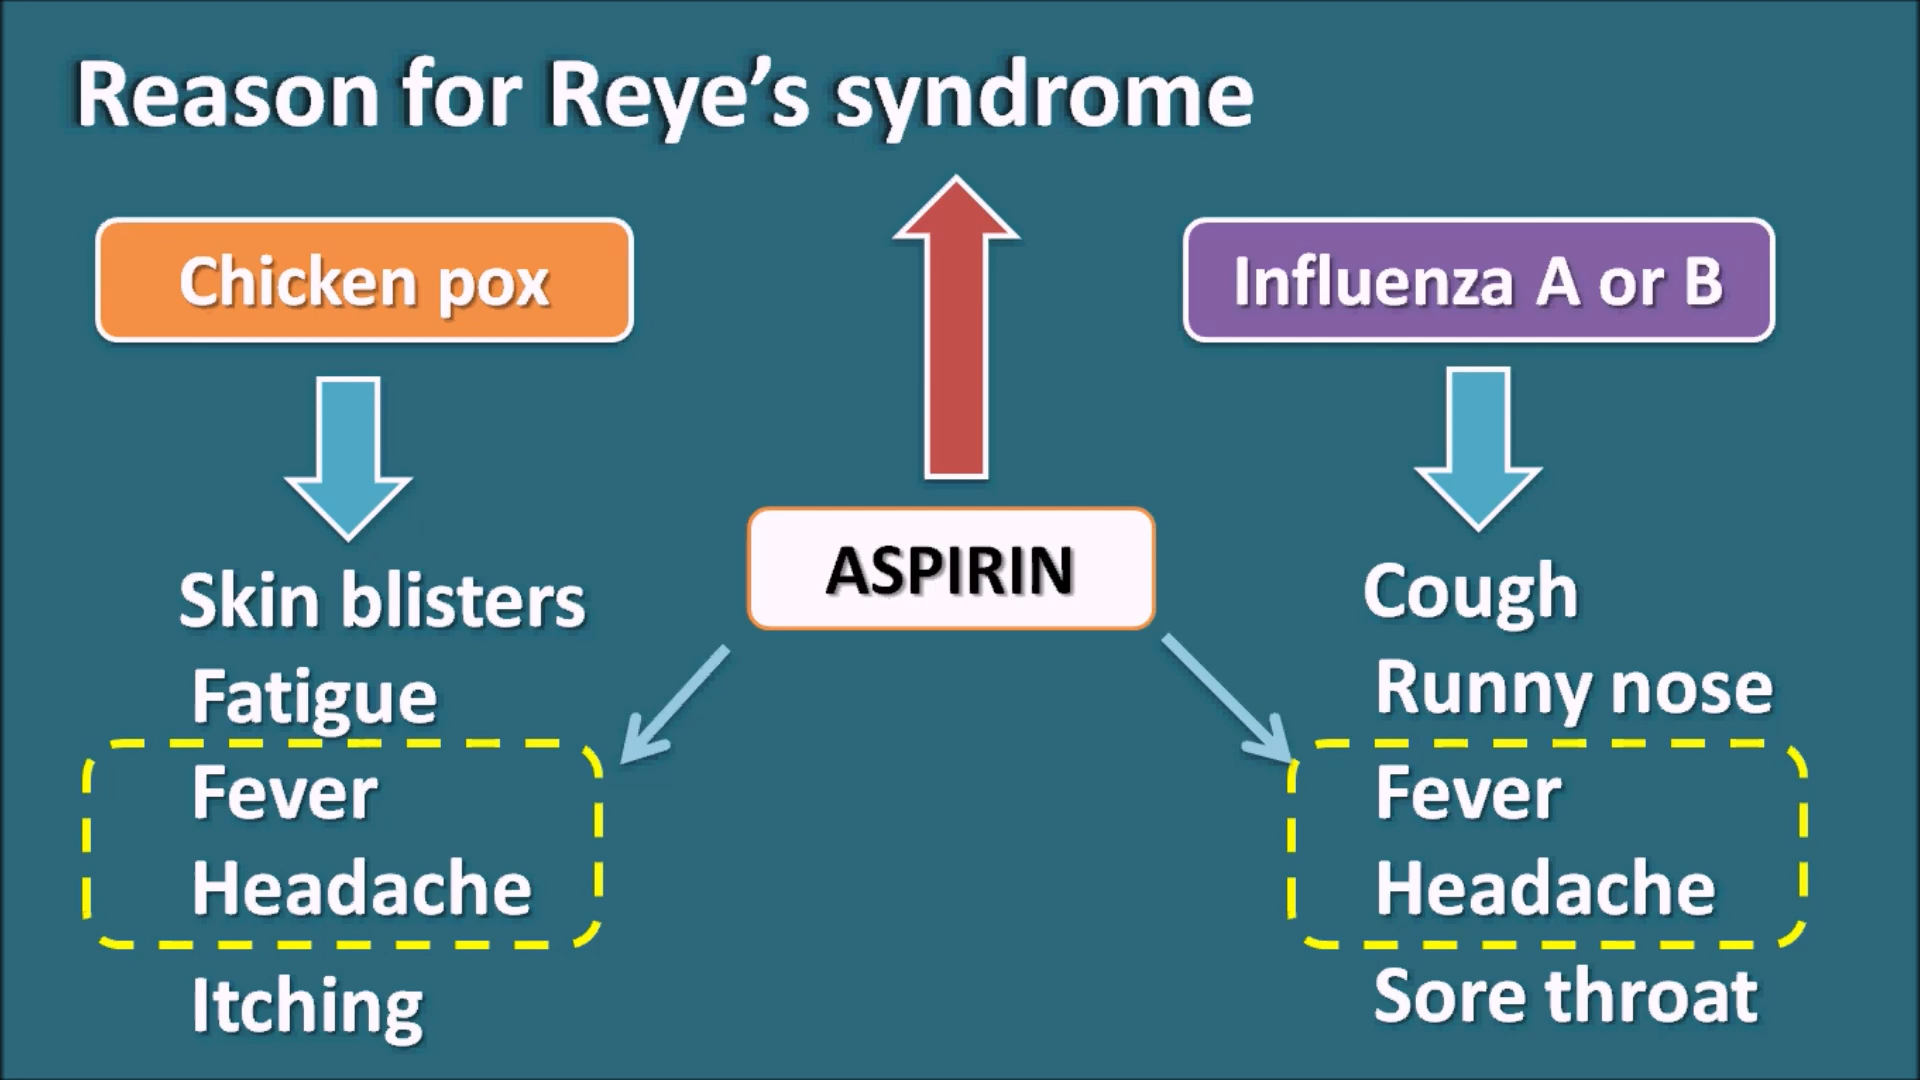 Reason for Reye's syndrome
Chicken pox
Influenza A or B
ASPIRIN
Skin blisters
Fatigue
Fever
Headache
Itching
Cough
Runny nose
Fever
Headache
Sore throat